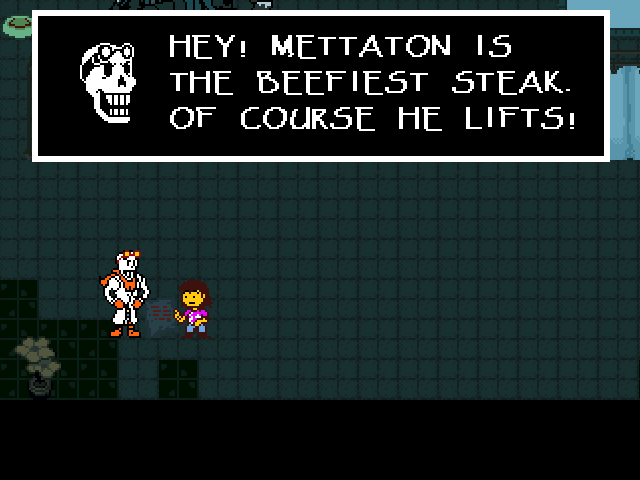 HEY! METTATON IS
THE BEEFIEST STEAK.
OF COURSE HE LIFTS!